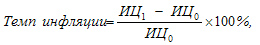 Темп инфляции = (ИЦ₁ − ИЦ₀) / ИЦ₀ × 100%,